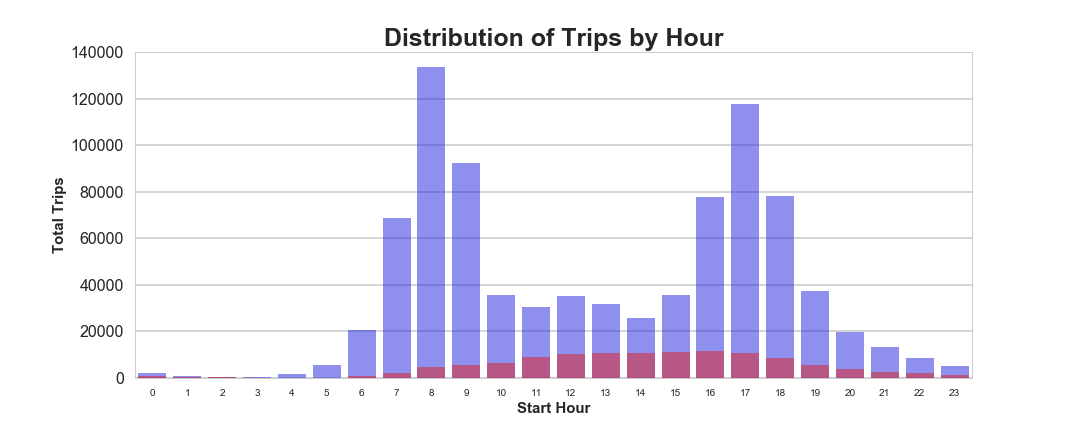 Distribution of Trips by Hour
140000
120000
100000
80000
60000
40000
20000
0
Total Trips
0 1 2 3 4 5 6 7 8 9 10 11 12 13 14 15 16 17 18 19 20 21 22 23
Start Hour